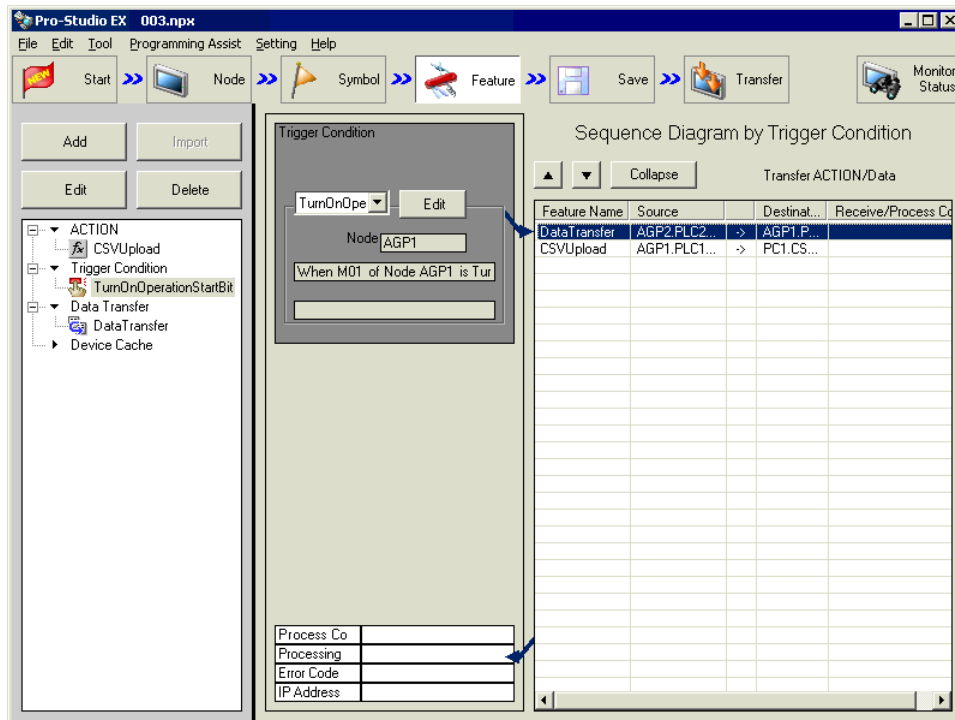 Pro-Studio EX 003.npx
File Edit Tool Programming Assist Setting Help
NEW Start Node Symbol Feature Save Transfer Monitor
Status
Add Import
Edit Delete
ACTION
fx CSVUpload
Trigger Condition
TurnOnOperationStartBit
Data Transfer
DataTransfer
Device Cache
Trigger Condition
TurnOnOpe Edit
Node AGP1
When M01 of Node AGP1 is Tur
Process Co
Processing
Error Code
IP Address
Sequence Diagram by Trigger Condition
Collapse Transfer ACTION/Data
Feature Name Source Destinat... Receive/Process Co
DataTransfer AGP2.PLC2... -> AGP1.P...
CSVUpload AGP1.PLC1... -> PC1.CS...